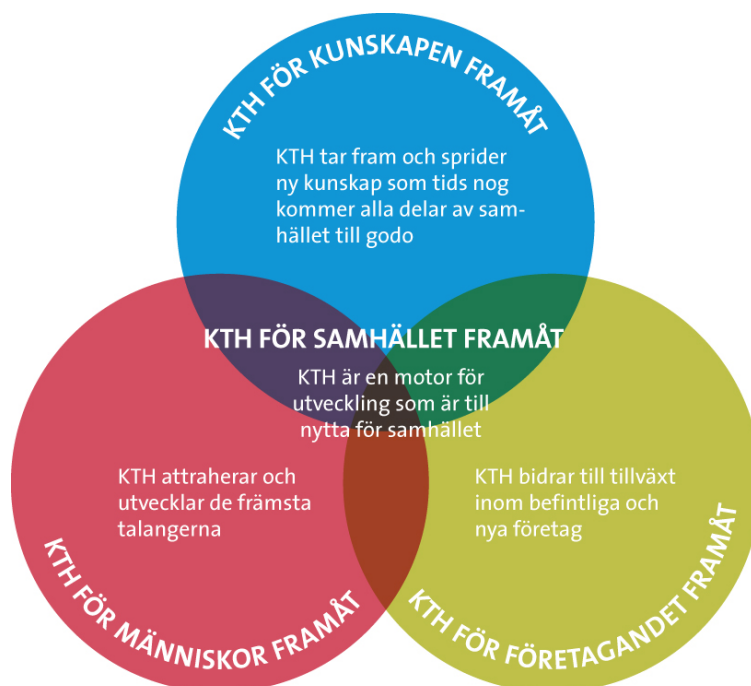 KTH FÖR KUNSKAPEN FRAMÅT
KTH tar fram och sprider
ny kunskap som tids nog
kommer alla delar av sam-
hället till godo
KTH FÖR SAMHÄLLET FRAMÅT
KTH är en motor för
utveckling som är till
nytta för samhället
KTH attraherar och
utvecklar de främsta
talangerna
KTH FÖR MÄNNISKOR FRAMÅT
KTH bidrar till tillväxt
inom befintliga och
nya företag
KTH FÖR FÖRETAGANDET FRAMÅT